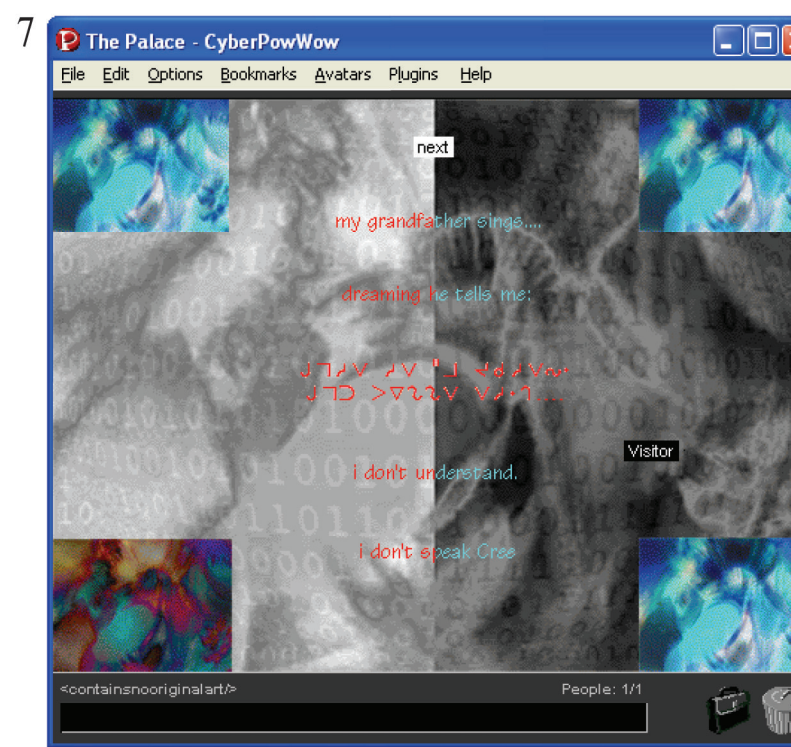 7
The Palace - CyberPowWow
File Edit Options Bookmarks Avatars Plugins Help
next
my grandfather sings....
dreaming he tells me:
i don't understand.
Visitor
i don't speak Cree
<containsnooriginalart/>
People: 1/1